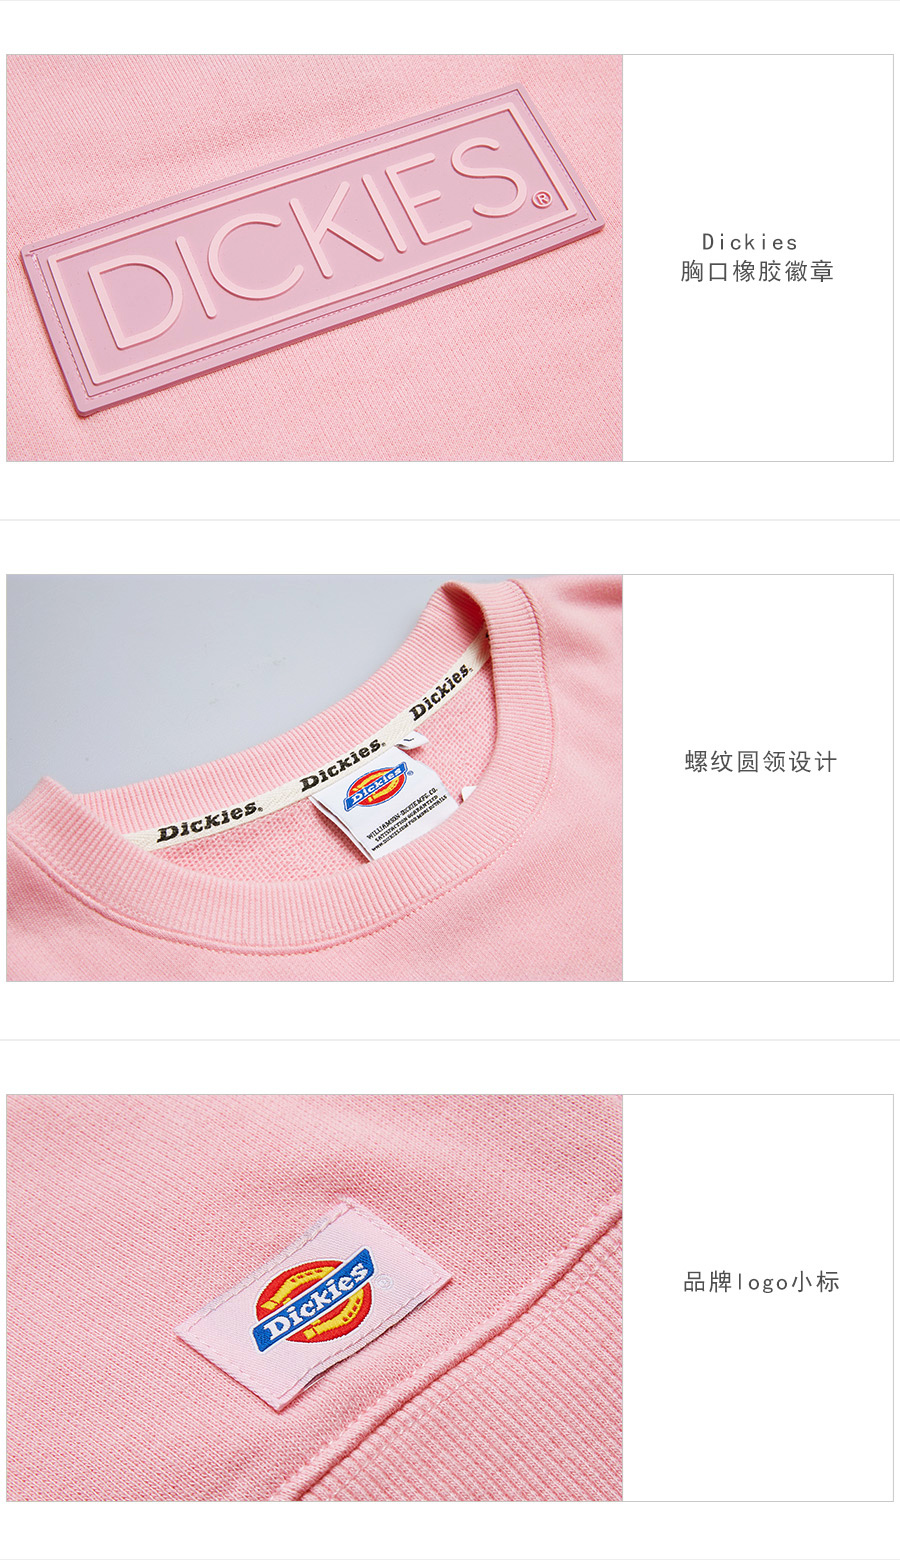 DICKIES®
Dickies
胸口橡胶徽章
Dickies®
Dickies®
Dickies®
L
Dickies®
WILLIAMSON-DICKIE MFG. CO.
SATISFACTION GUARANTEED
螺纹圆领设计
Dickies®
品牌logo小标